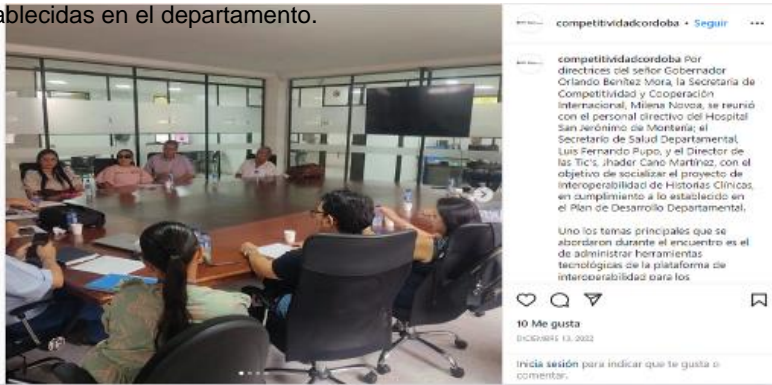 ablecidas en el departamento.
competitividadcordoba • Seguir
competitividadcordoba Por
directrices del señor Gobernador
Orlando Benítez Mora, la Secretaria de
Competitividad y Cooperación
Internacional, Milena Novoa, se reunió
con el personal directivo del Hospital
San Jerónimo de Montería; el
Secretario de Salud Departamental,
Luis Fernando Pupo, y el Director de
las Tic's, Jhader Cano Martínez, con el
objetivo de socializar el proyecto de
Interoperabilidad de Historias Clínicas,
en cumplimiento a lo establecido en
el Plan de Desarrollo Departamental.
Uno los temas principales que se
abordaron durante el encuentro es el
de administrar herramientas
tecnológicas de la plataforma de
interoperabilidad para los
10 Me gusta
DICIEMBRE 13, 2022
Inicia sesión para indicar que te gusta o
comentar.